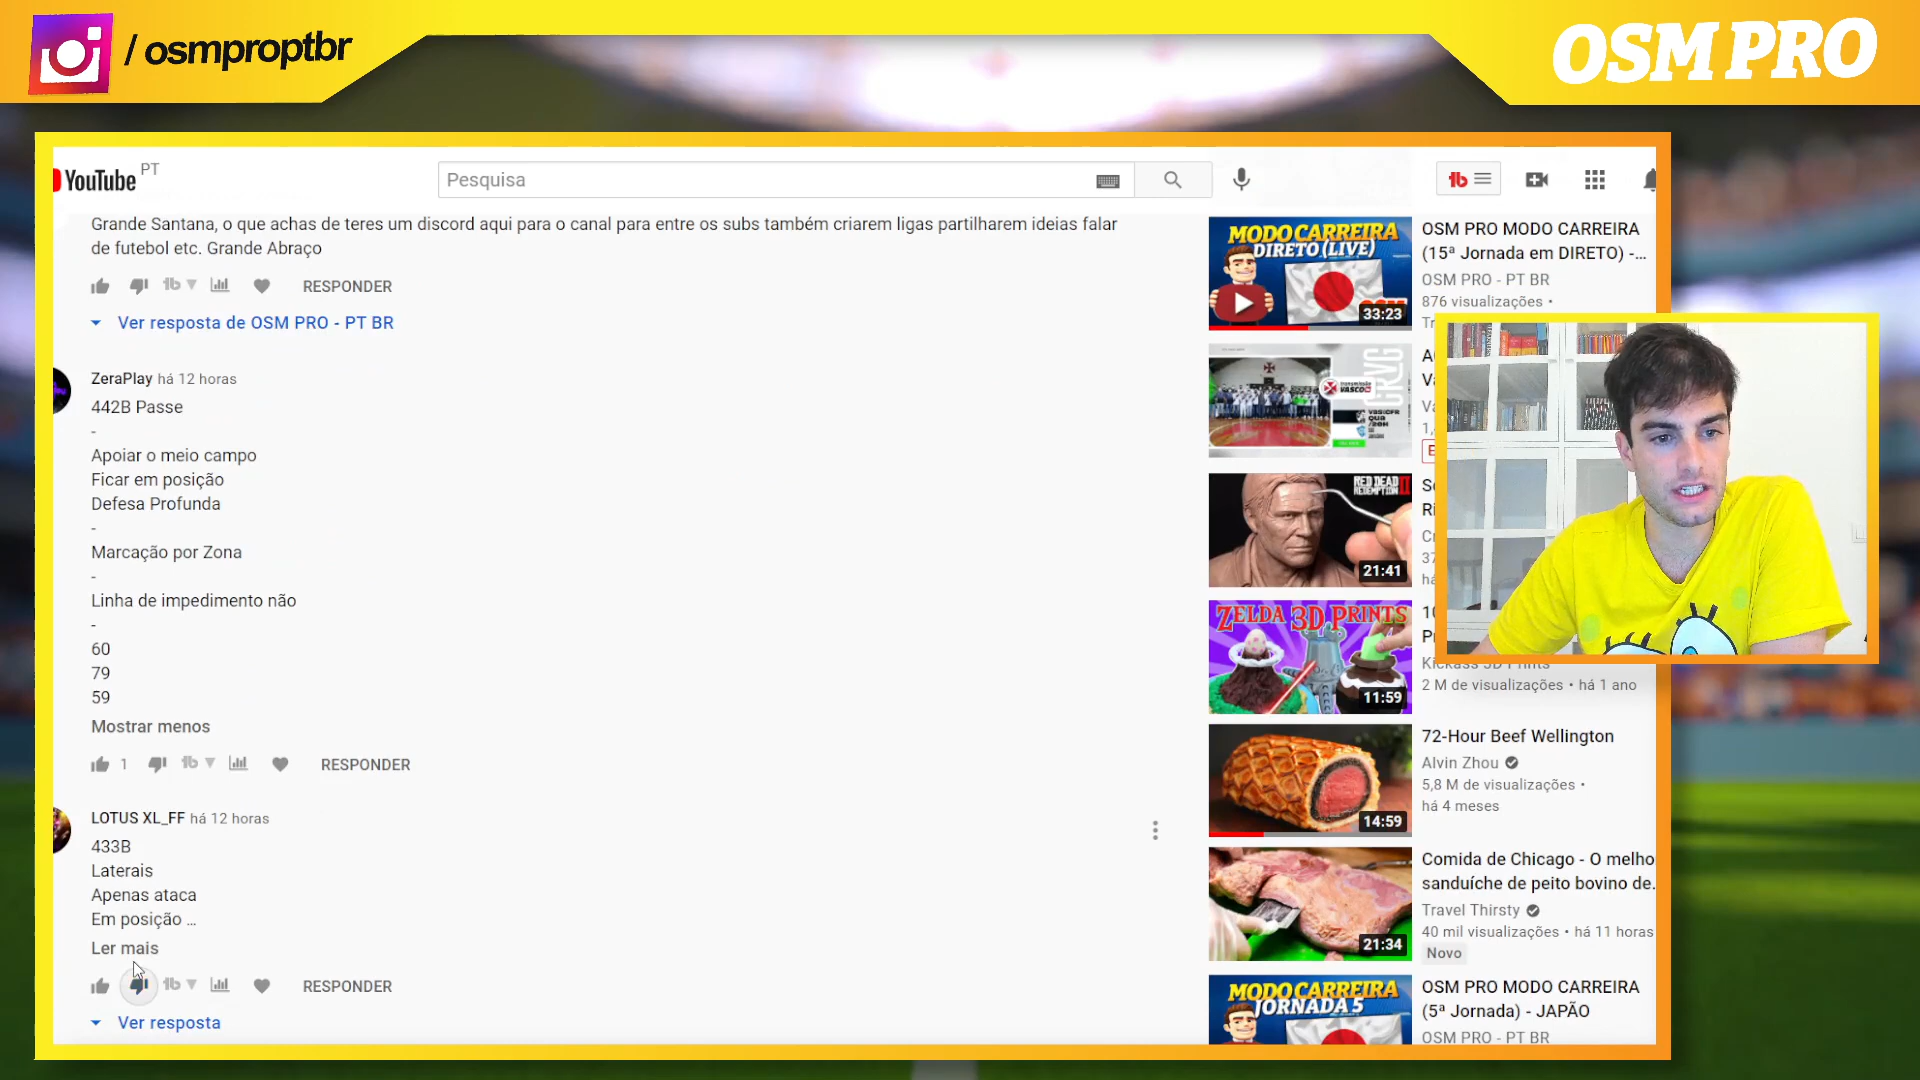 / osmproptbr
OSM PRO
YouTube PT
Pesquisa
Grande Santana, o que achas de teres um discord aqui para o canal para entre os subs também criarem ligas partilharem ideias falar
de futebol etc. Grande Abraço
RESPONDER
Ver resposta de OSM PRO - PT BR
ZeraPlay há 12 horas
442B Passe
-
Apoiar o meio campo
Ficar em posição
Defesa Profunda
-
Marcação por Zona
-
Linha de impedimento não
-
60
79
59
Mostrar menos
1
RESPONDER
LOTUS XL_FF há 12 horas
433B
Laterais
Apenas ataca
Em posição ...
Ler mais
RESPONDER
Ver resposta
MODO CARREIRA
DIRETO (LIVE)
33:23
OSM PRO MODO CARREIRA
(15ª Jornada em DIRETO) -...
OSM PRO - PT BR
876 visualizações •
CRVG
RED DEAD
REDEMPTION II
21:41
ZELDA 3D PRINTS
11:59
Kickass 3D Prints
2 M de visualizações • há 1 ano
14:59
72-Hour Beef Wellington
Alvin Zhou
5,8 M de visualizações •
há 4 meses
21:34
Comida de Chicago - O melho
sanduíche de peito bovino de.
Travel Thirsty
40 mil visualizações • há 11 horas
Novo
MODO CARREIRA
JORNADA 5
OSM PRO MODO CARREIRA
(5ª Jornada) - JAPÃO
OSM PRO - PT BR